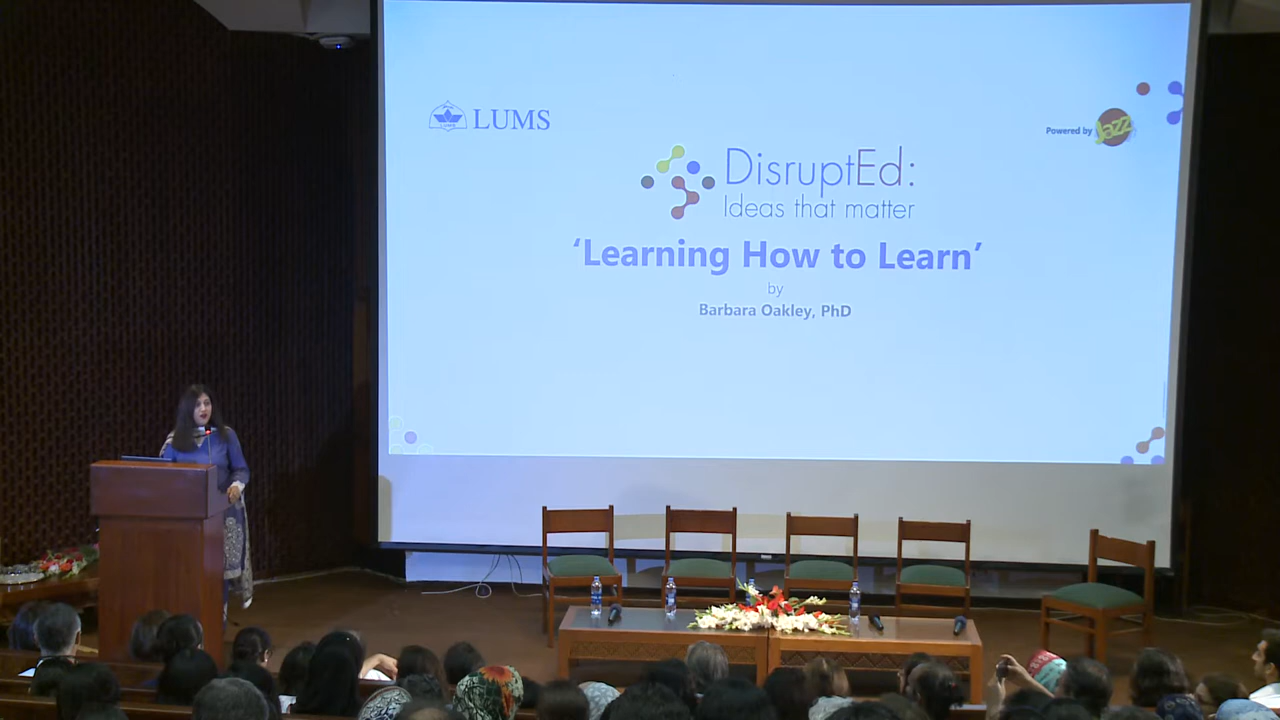 LUMS
Powered by Jazz
DisruptEd:
Ideas that matter
‘Learning How to Learn’
by
Barbara Oakley, PhD